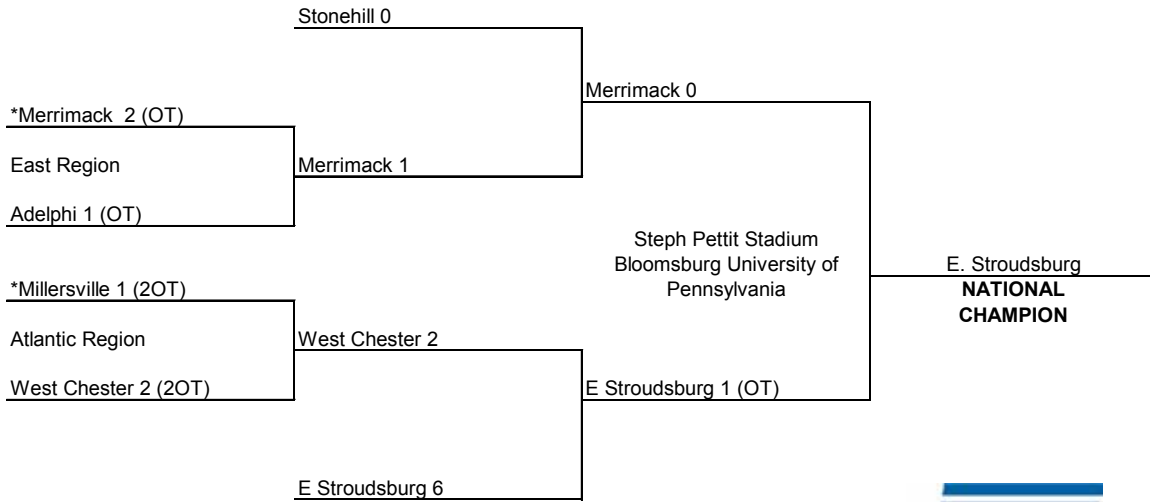 Stonehill 0
Merrimack 0
*Merrimack 2 (OT)
East Region
Merrimack 1
Adelphi 1 (OT)
Steph Pettit Stadium
Bloomsburg University of
Pennsylvania
E. Stroudsburg
NATIONAL
CHAMPION
*Millersville 1 (2OT)
Atlantic Region
West Chester 2
West Chester 2 (2OT)
E Stroudsburg 1 (OT)
E Stroudsburg 6